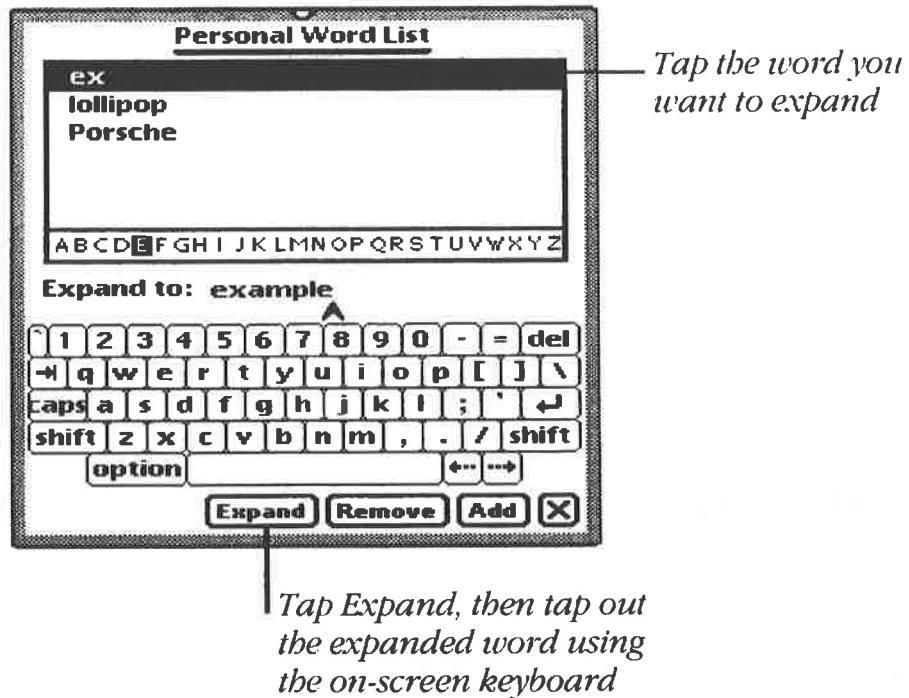 Personal Word List
ex
lollipop
Porsche
A B C D E F G H I J K L M N O P Q R S T U V W X Y Z
Expand to: example
` 1 2 3 4 5 6 7 8 9 0 - = del
q w e r t y u i o p [ ] \
caps a s d f g h j k l ; '
shift z x c v b n m , . / shift
option
Expand Remove Add X
Tap the word you
want to expand
Tap Expand, then tap out
the expanded word using
the on-screen keyboard